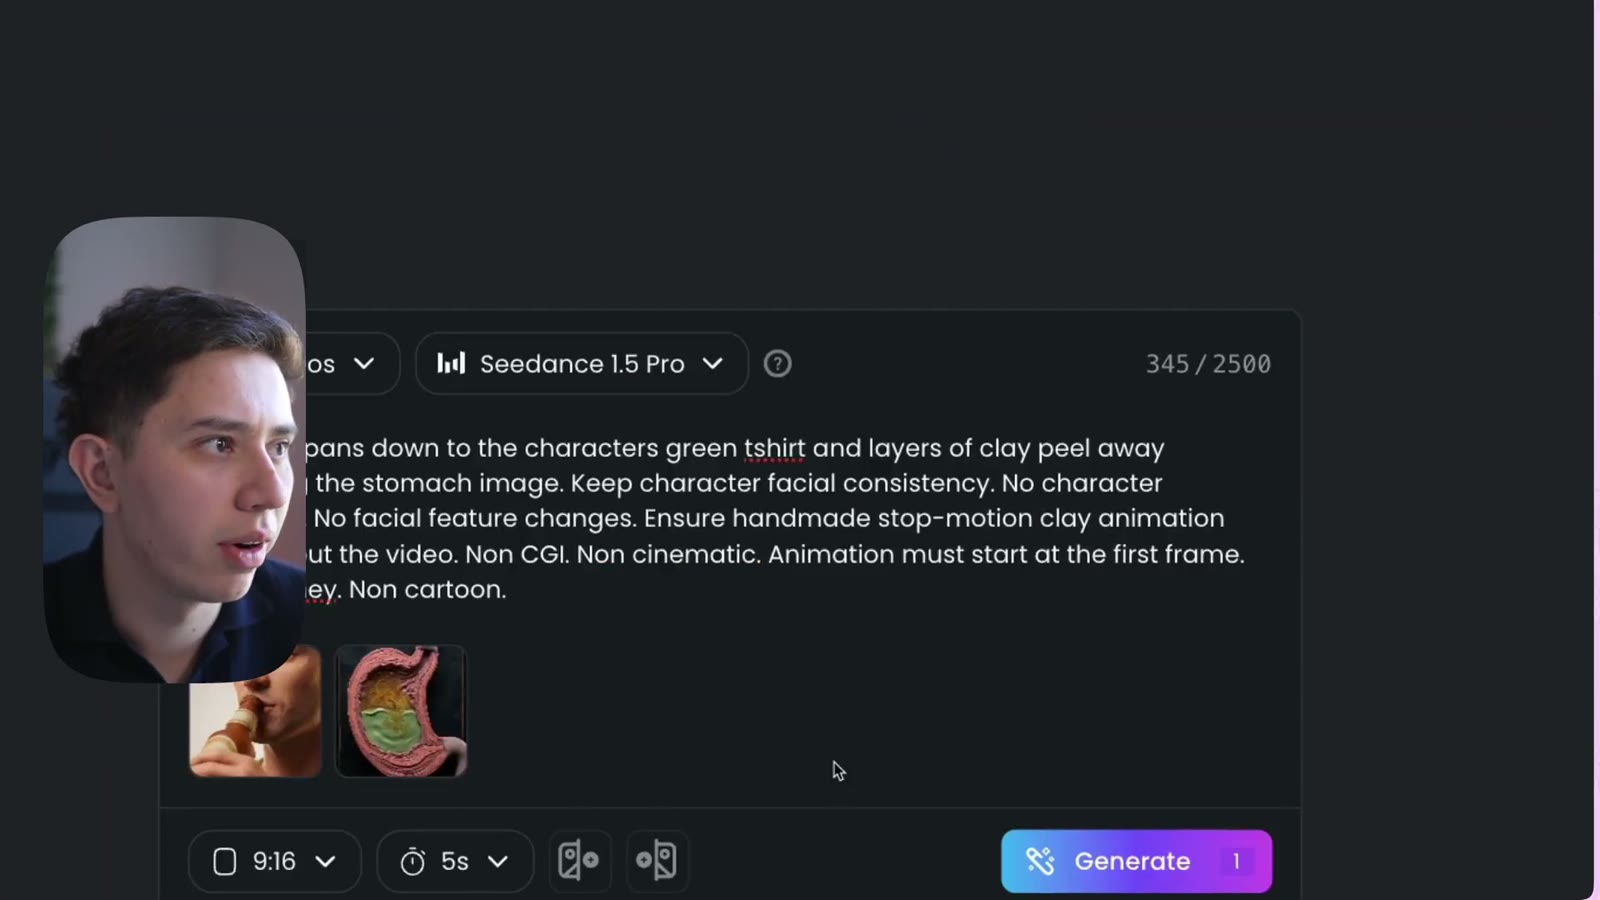 os
Seedance 1.5 Pro
?
345/2500
pans down to the characters green tshirt and layers of clay peel away
the stomach image. Keep character facial consistency. No character
No facial feature changes. Ensure handmade stop-motion clay animation
ut the video. Non CGI. Non cinematic. Animation must start at the first frame.
ey. Non cartoon.
9:16
5s
Generate 1